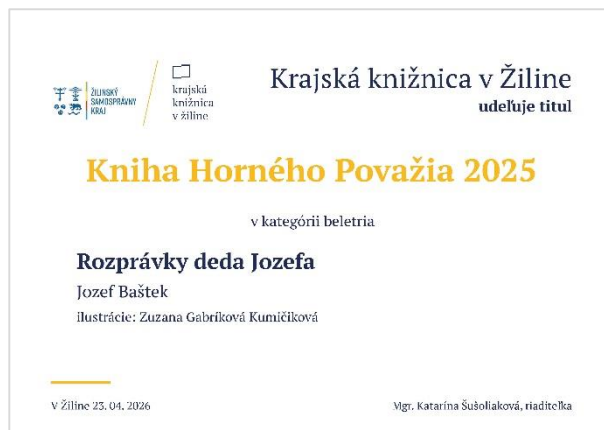 ŽILINSKÝ
SAMOSPRÁVNY
KRAJ
krajská
knižnica
v žiline
Krajská knižnica v Žiline
udeľuje titul
Kniha Horného Považia 2025
v kategórii beletria
Rozprávky deda Jozefa
Jozef Baštek
ilustrácie: Zuzana Gabríková Kumičíková
V Žiline 23. 04. 2026
Mgr. Katarína Šušoliaková, riaditeľka